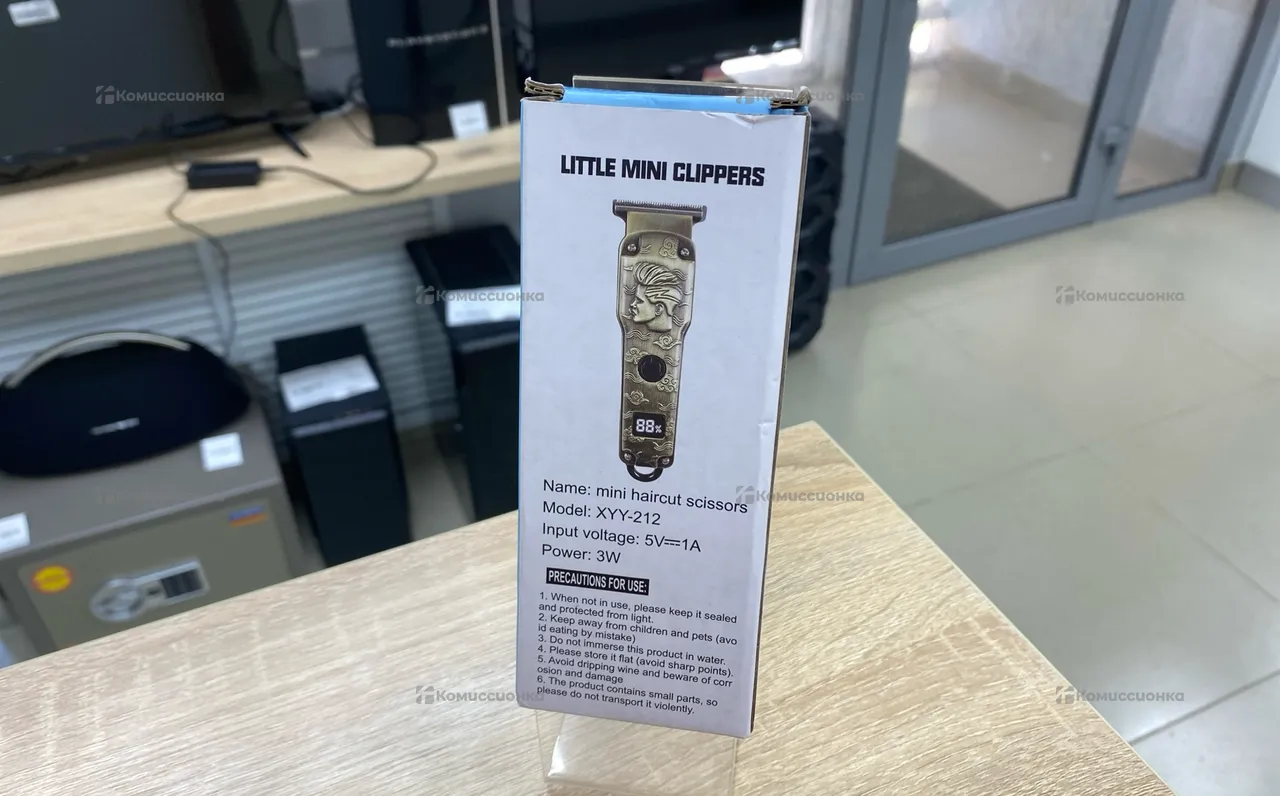 Комиссионка
Комиссионка
LITTLE MINI CLIPPERS
Комиссионка
Комиссионка
88%
Name: mini haircut scissors
Комиссионка
Model: XYY-212
Input voltage: 5V⎓1A
Power: 3W
PRECAUTIONS FOR USE:
1. When not in use, please keep it sealed
and protected from light.
2. Keep away from children and pets (avo
id eating by mistake)
3. Do not immerse this product in water.
4. Please store it flat (avoid sharp points).
5. Avoid dripping wine and beware of corr
osion and damage
6. The product contains small parts, so
please do not transport it violently.
Комиссионка
Комиссионка